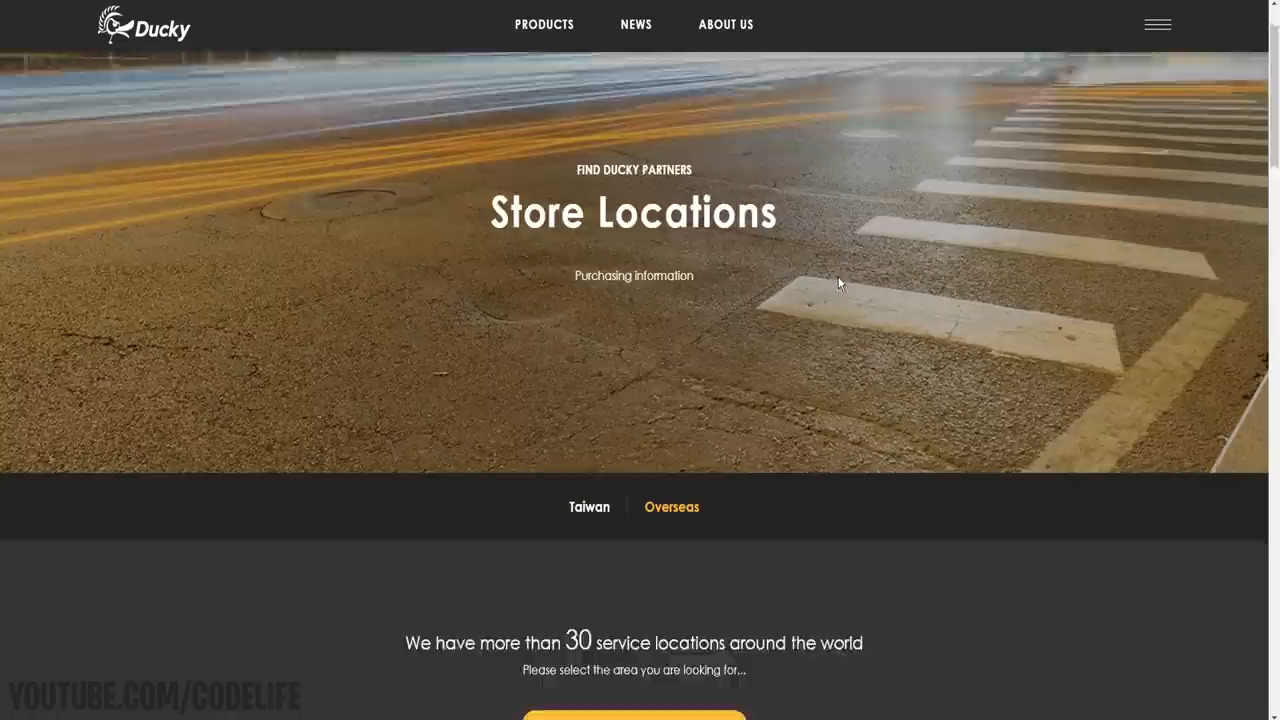 Ducky
PRODUCTS
NEWS
ABOUT US
FIND DUCKY PARTNERS
Store Locations
Purchasing information
Taiwan
Overseas
We have more than 30 service locations around the world
Please select the area you are looking for...
YOUTUBE.COM/CODELIFE